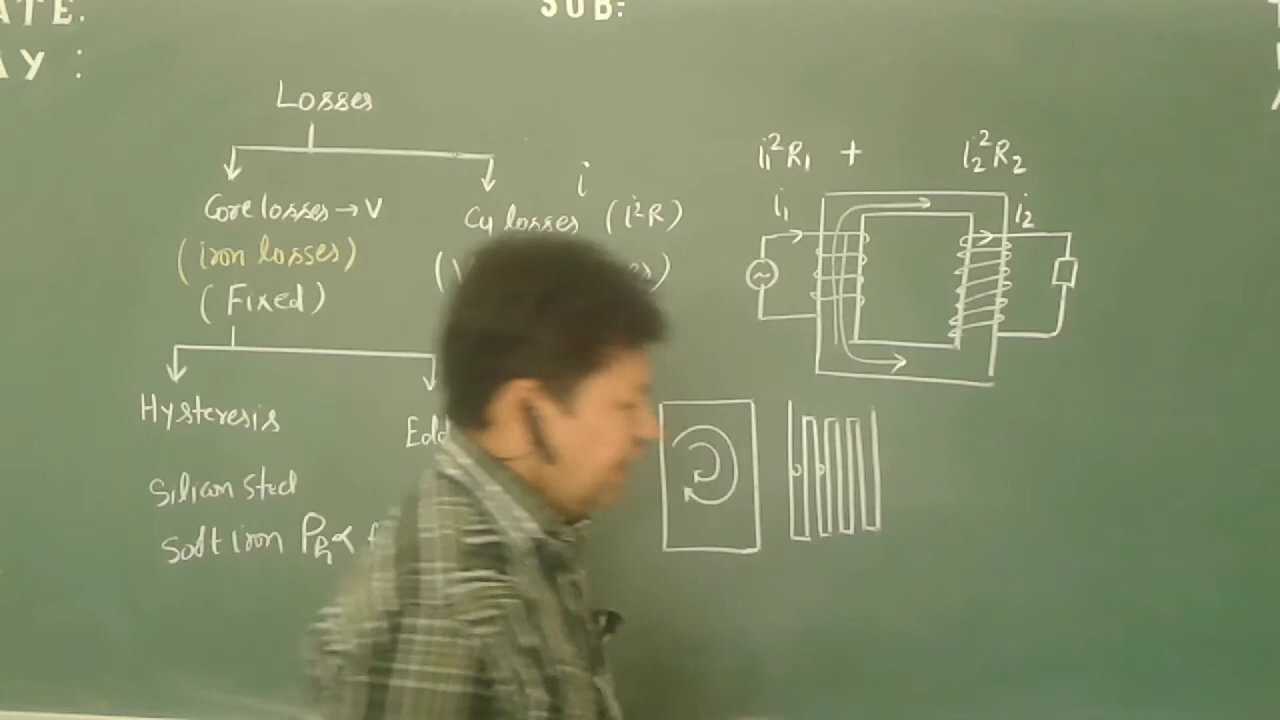 ATE.
SUB:
AY :
Losses
Core losses → V
(iron losses)
(Fixed)
i
Cu losses (i²R)
Hysteresis
Edd
Silicon Steel
Soft iron Ph ∝ f
i₁²R₁ + i₂²R₂
i₁
i₂